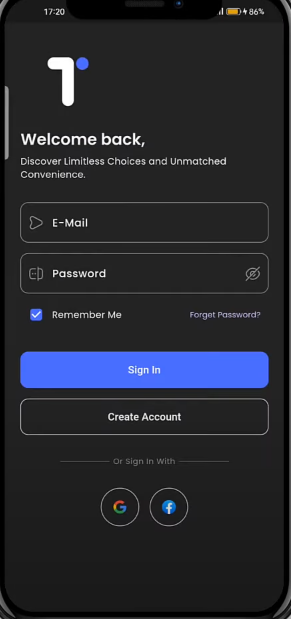 17:20
86%
Welcome back,
Discover Limitless Choices and Unmatched
Convenience.
E-Mail
Password
Remember Me
Forget Password?
Sign In
Create Account
Or Sign In With